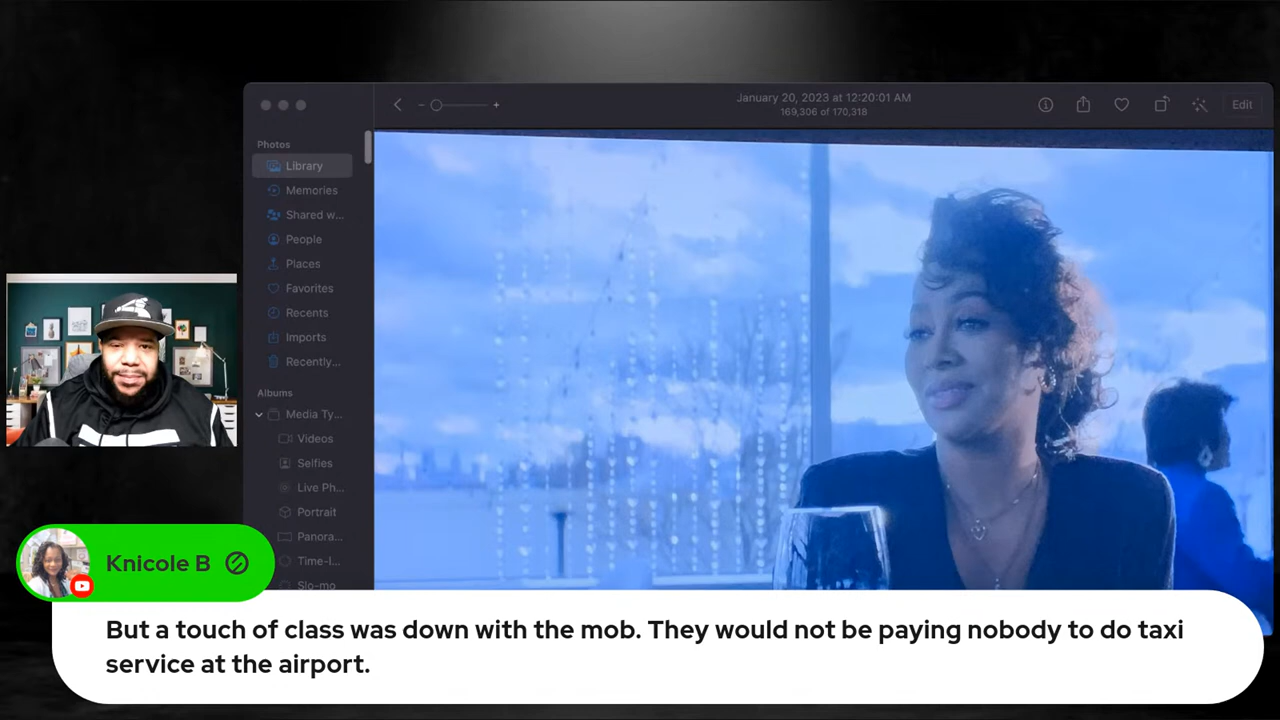 January 20, 2023 at 12:20:01 AM
169,306 of 170,318
Edit
Photos
Library
Memories
Shared w...
People
Places
Favorites
Recents
Imports
Recently...
Albums
Media Ty...
Videos
Selfies
Live Ph...
Portrait
Panora...
Time-l...
Slo-mo
Knicole B
But a touch of class was down with the mob. They would not be paying nobody to do taxi
service at the airport.